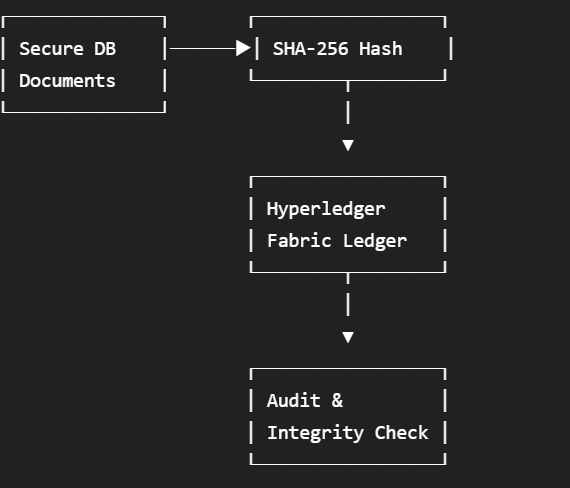 Secure DB
Documents
SHA-256 Hash
Hyperledger
Fabric Ledger
Audit &
Integrity Check